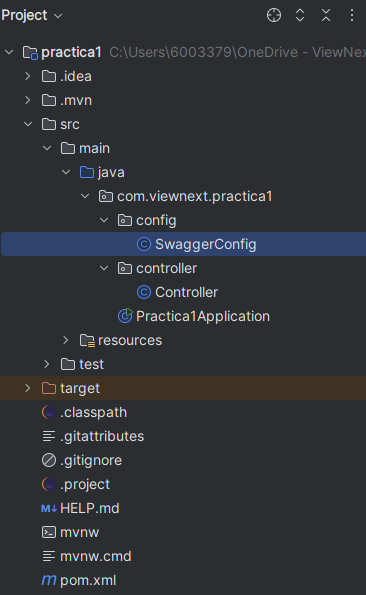 Project
practica1 C:\Users\6003379\OneDrive - ViewNex
.idea
.mvn
src
main
java
com.viewnext.practica1
config
SwaggerConfig
controller
Controller
Practica1Application
resources
test
target
.classpath
.gitattributes
.gitignore
.project
M↓ HELP.md
mvnw
mvnw.cmd
m pom.xml